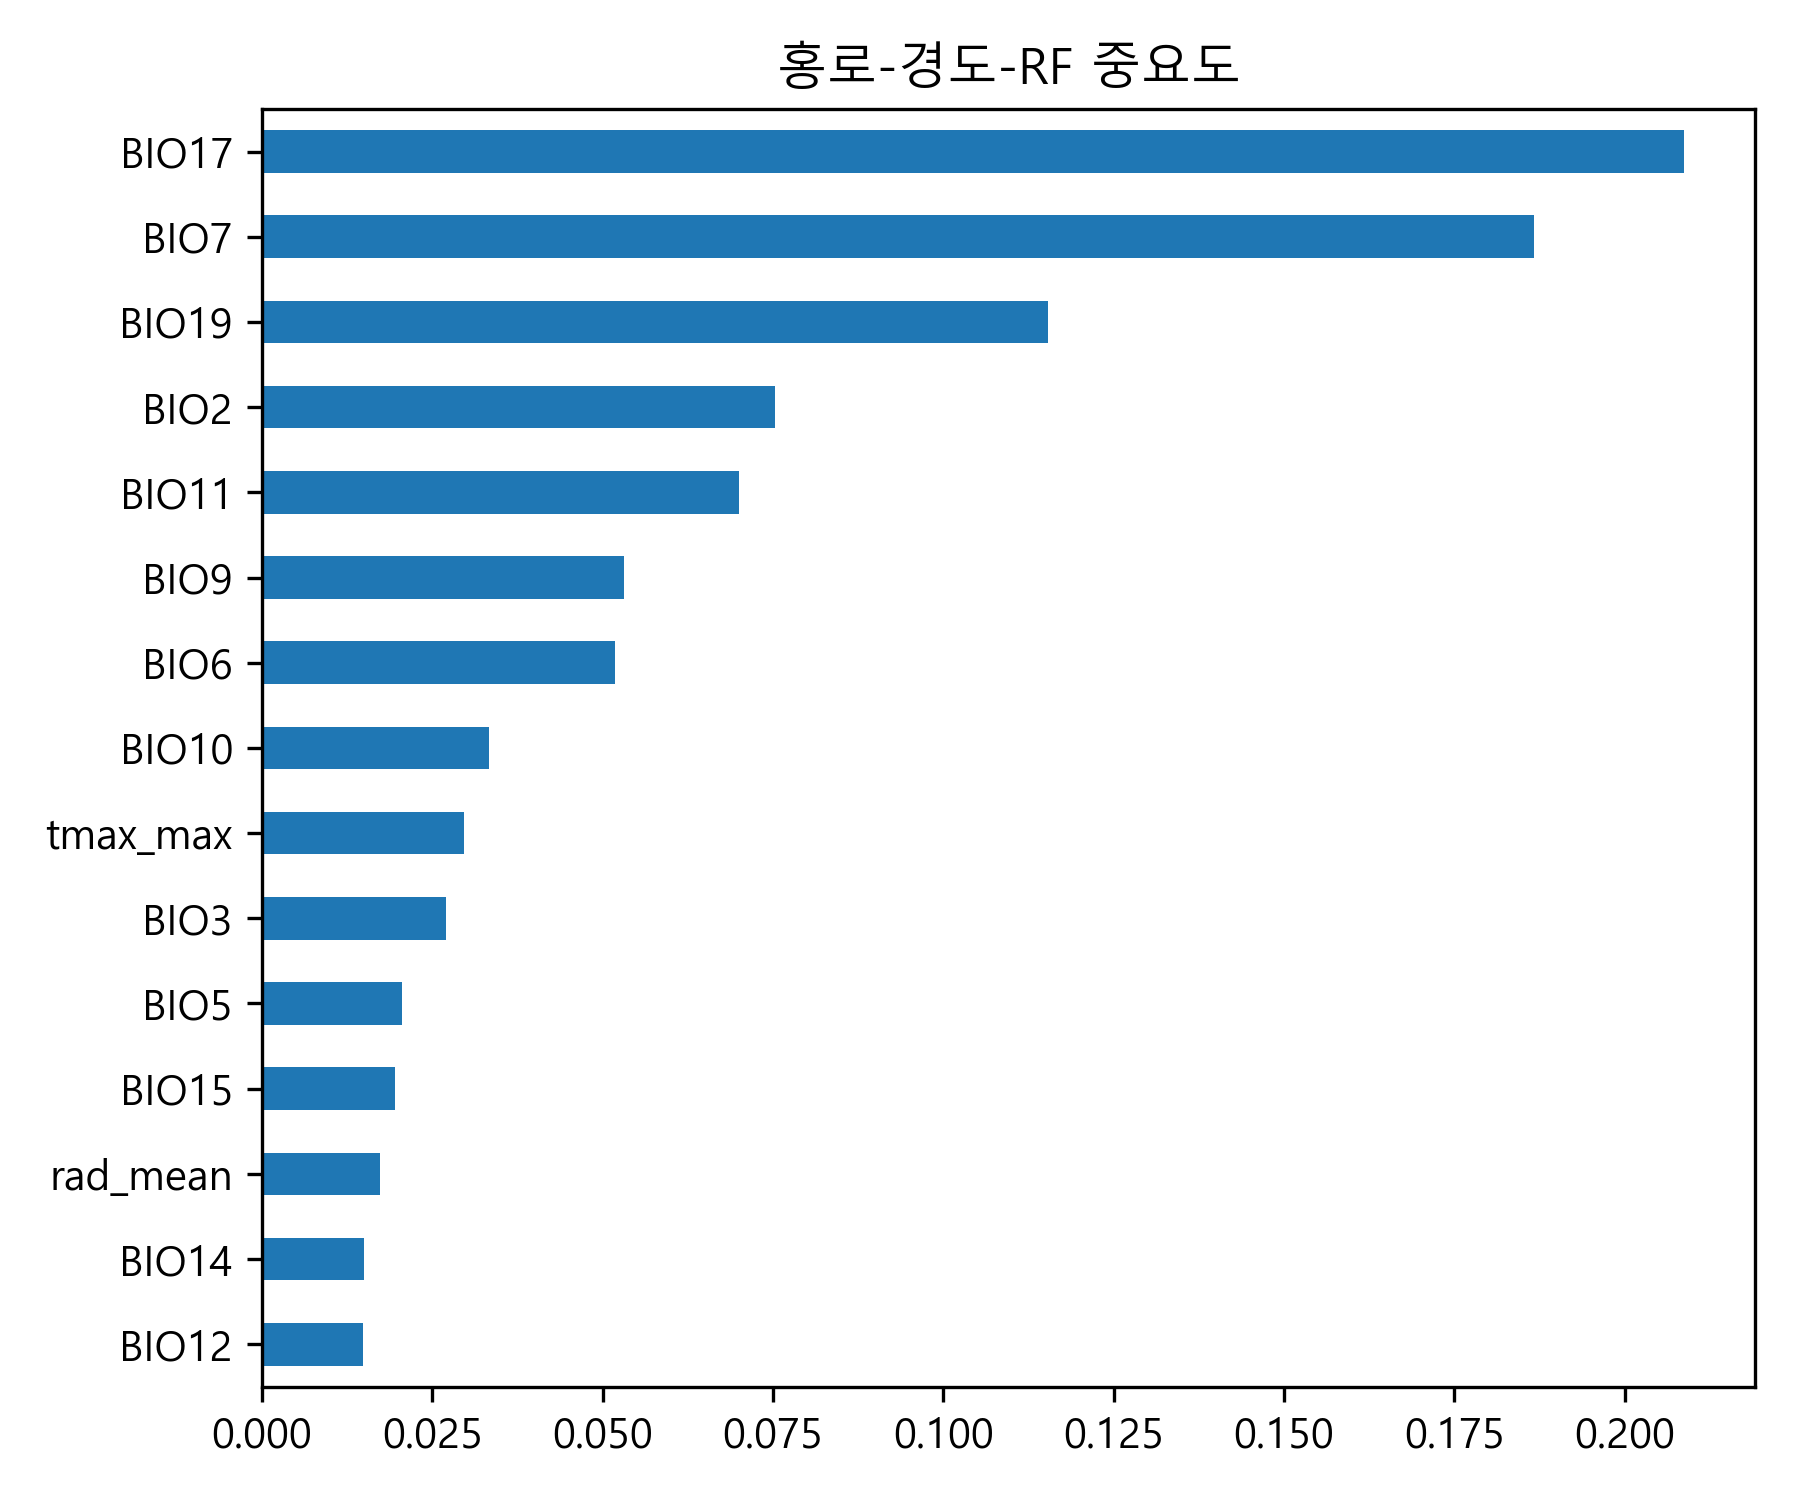 홍로-경도-RF 중요도
BIO17
BIO7
BIO19
BIO2
BIO11
BIO9
BIO6
BIO10
tmax_max
BIO3
BIO5
BIO15
rad_mean
BIO14
BIO12
0.000 0.025 0.050 0.075 0.100 0.125 0.150 0.175 0.200